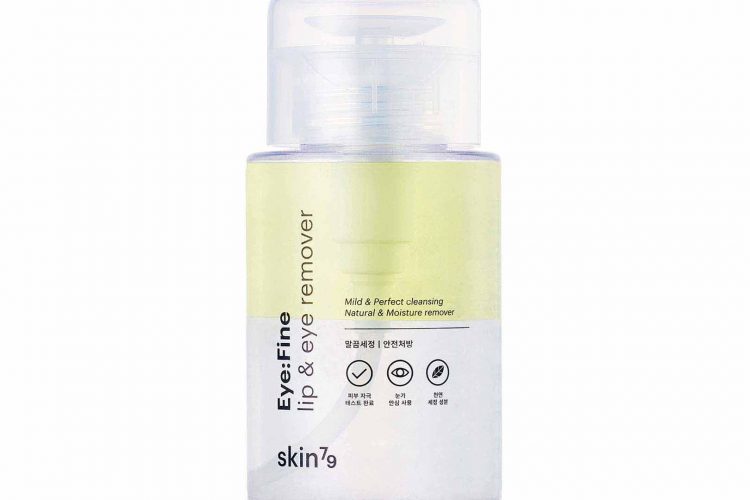 Eye:Fine
lip & eye remover
Mild & Perfect cleansing
Natural & Moisture remover
말끔세정 | 안전처방
피부 자극
테스트 완료
눈가
안심 사용
천연
세정 성분
skin79